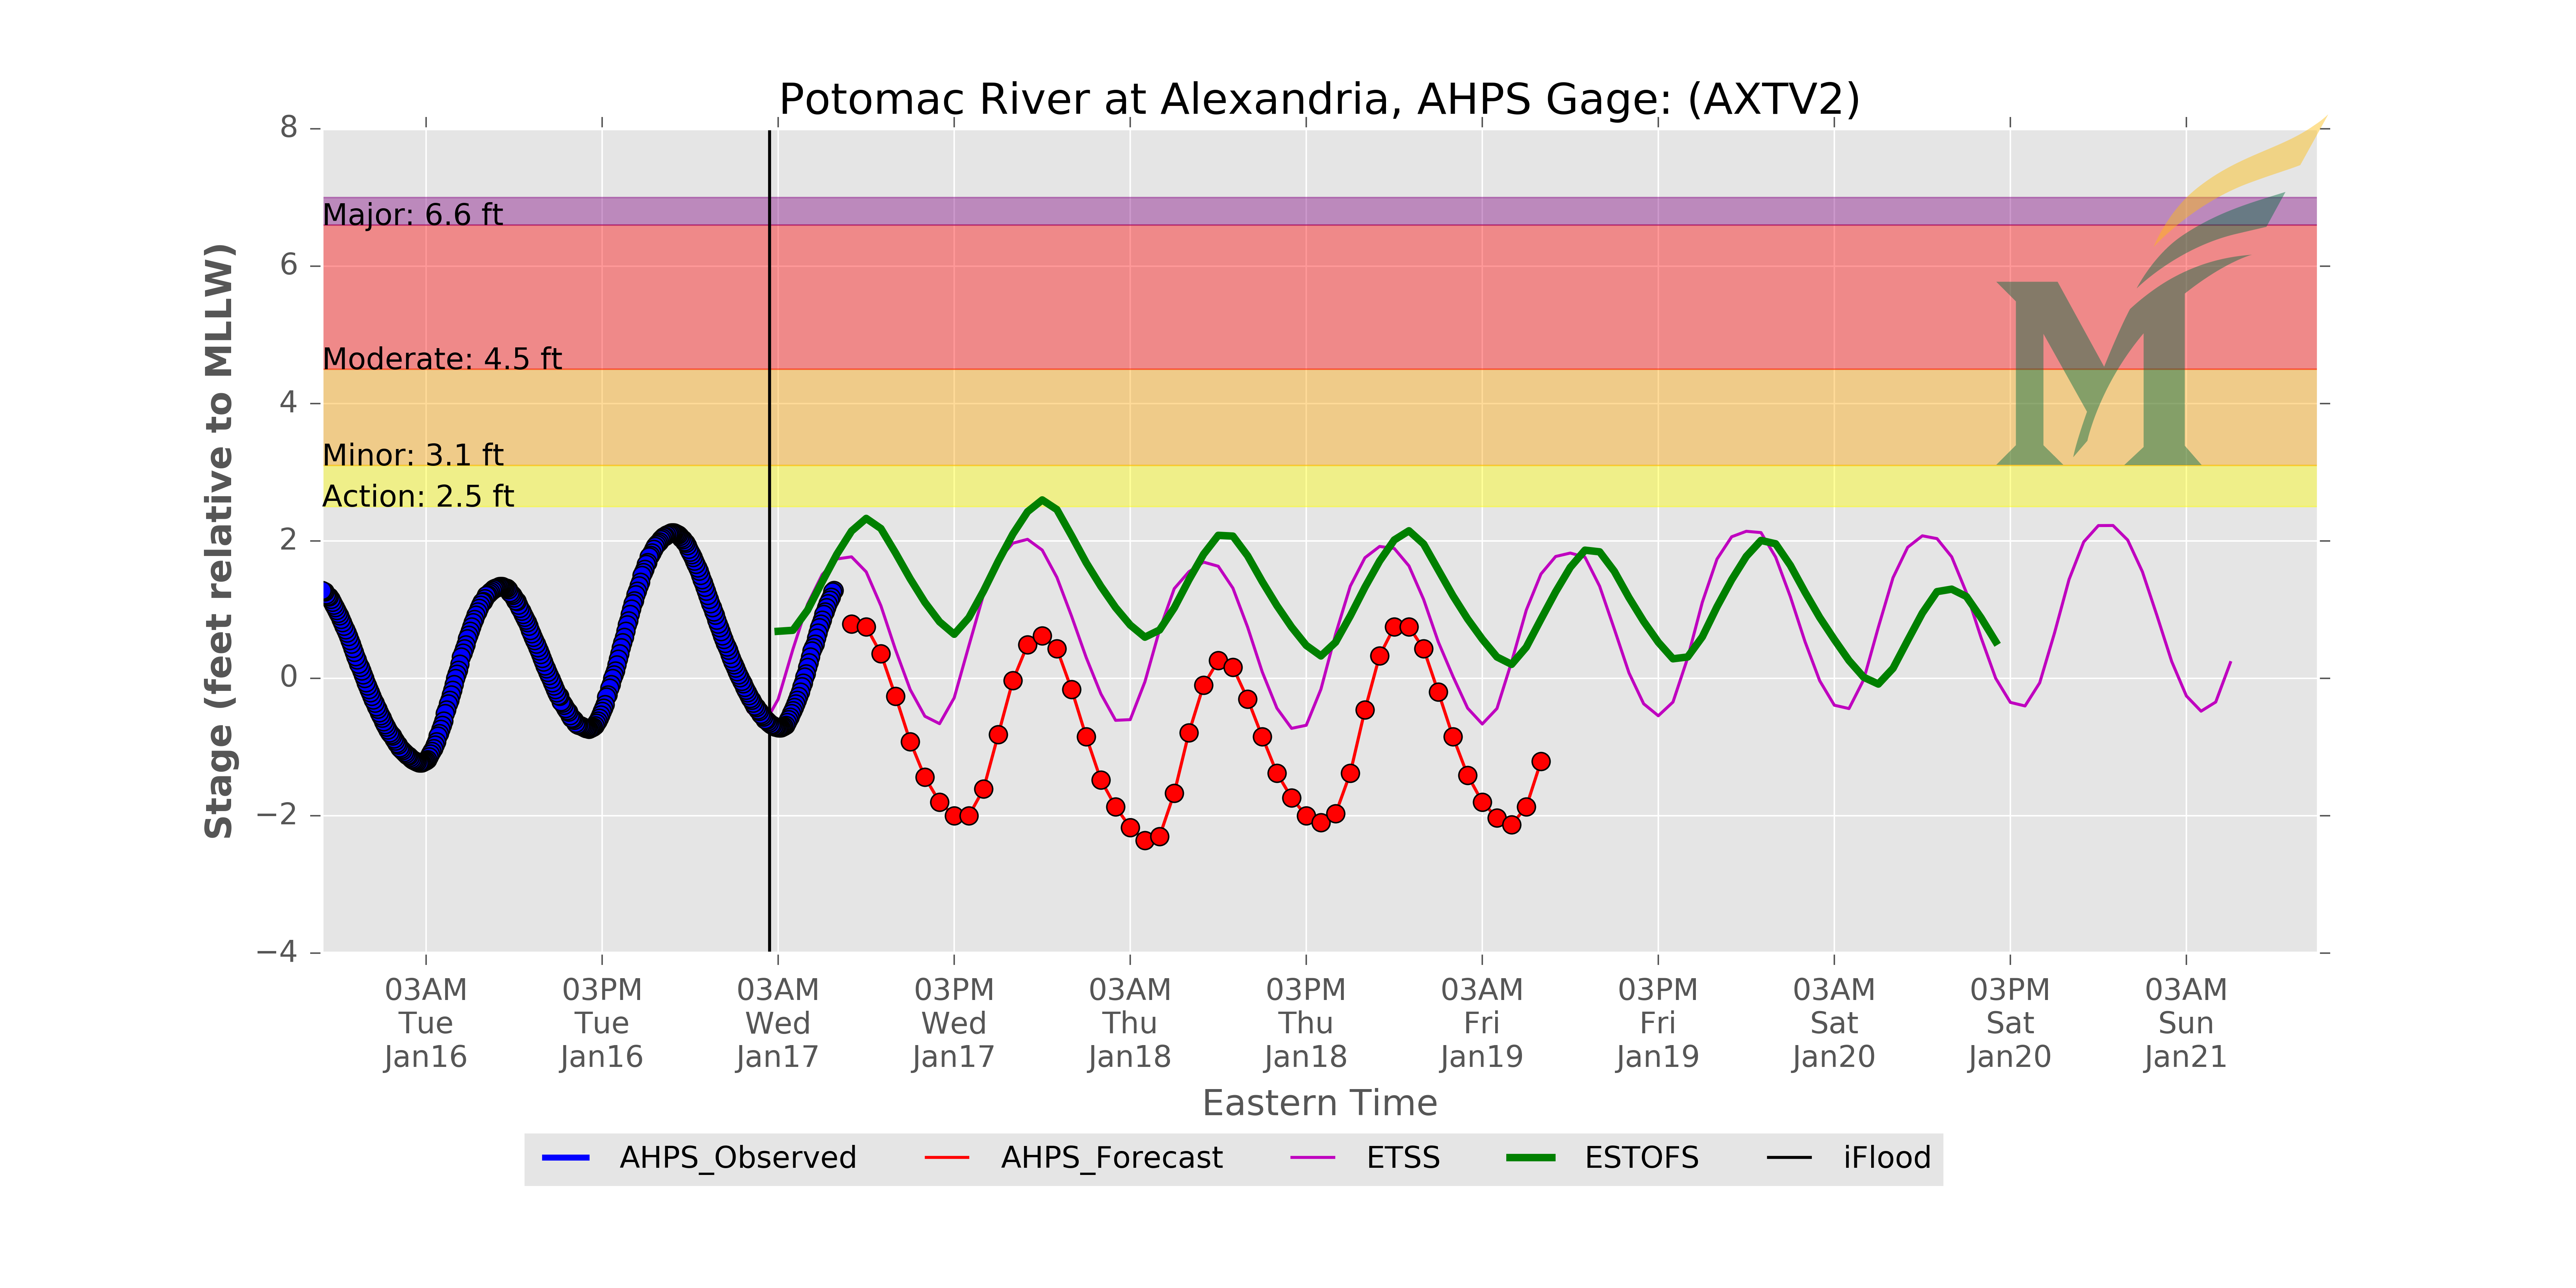 Potomac River at Alexandria, AHPS Gage: (AXTV2)
Stage (feet relative to MLLW)
8
6
4
2
0
−2
−4
Major: 6.6 ft
Moderate: 4.5 ft
Minor: 3.1 ft
Action: 2.5 ft
M
03AM 03PM 03AM 03PM 03AM 03PM 03AM 03PM 03AM 03PM 03AM
Tue Tue Wed Wed Thu Thu Fri Fri Sat Sat Sun
Jan16 Jan16 Jan17 Jan17 Jan18 Jan18 Jan19 Jan19 Jan20 Jan20 Jan21
Eastern Time
AHPS_Observed AHPS_Forecast ETSS ESTOFS iFlood